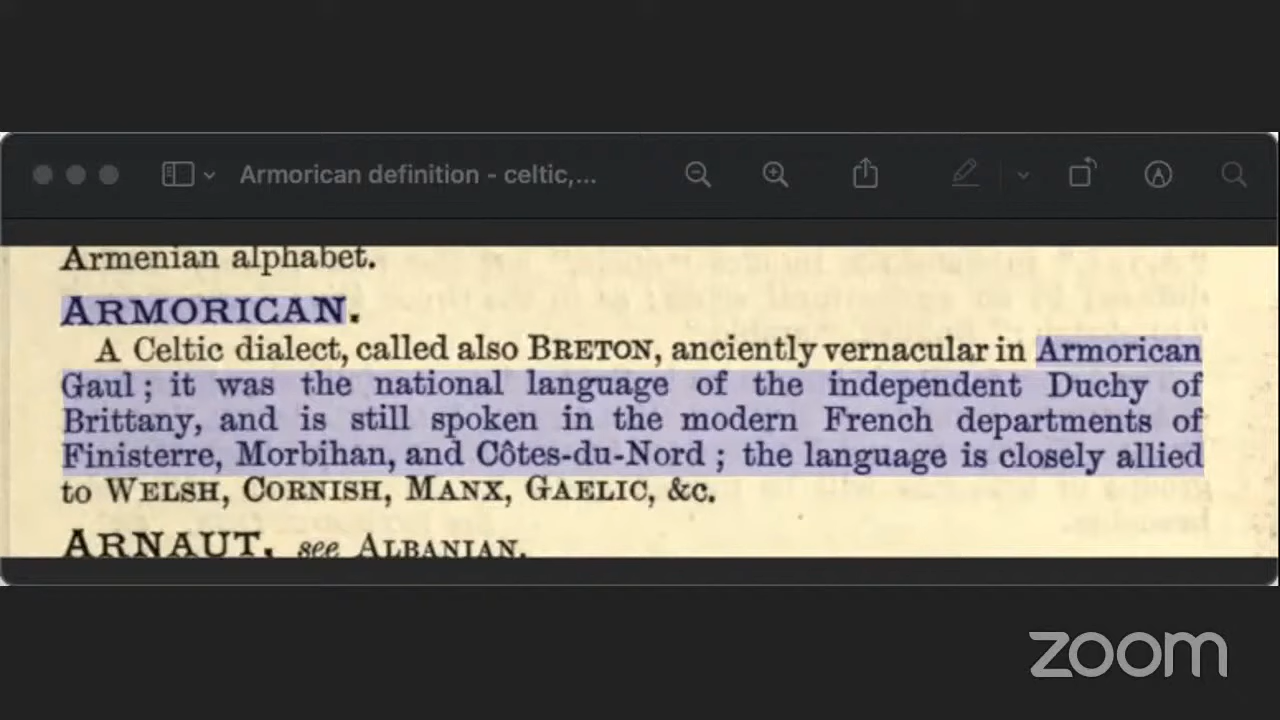 Armorican definition - celtic,...
Armenian alphabet.
ARMORICAN.
A Celtic dialect, called also BRETON, anciently vernacular in Armorican
Gaul; it was the national language of the independent Duchy of
Brittany, and is still spoken in the modern French departments of
Finisterre, Morbihan, and Côtes-du-Nord; the language is closely allied
to WELSH, CORNISH, MANX, GAELIC, &c.
ARNAUT, see ALBANIAN.
zoom